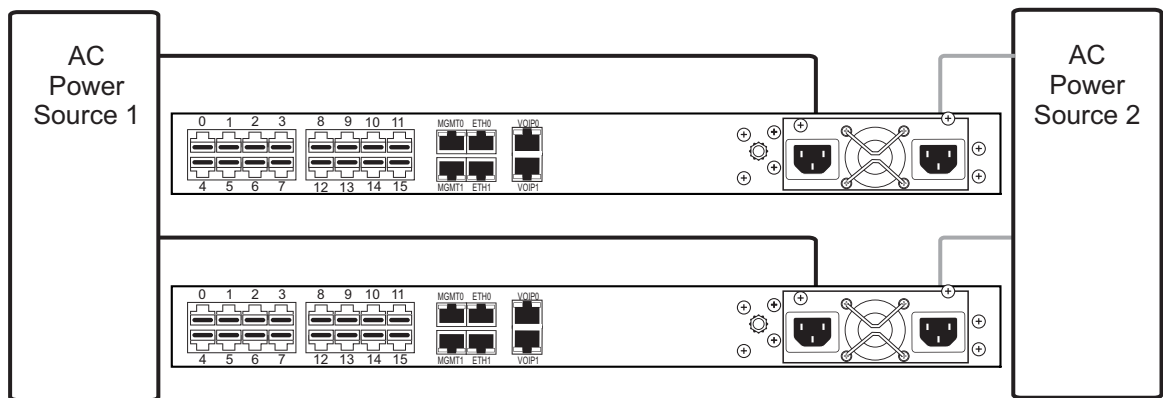 AC
Power
Source 1
AC
Power
Source 2
0 1 2 3 8 9 10 11 MGMT0 ETH0 VOIP0
4 5 6 7 12 13 14 15 MGMT1 ETH1 VOIP1
0 1 2 3 8 9 10 11 MGMT0 ETH0 VOIP0
4 5 6 7 12 13 14 15 MGMT1 ETH1 VOIP1